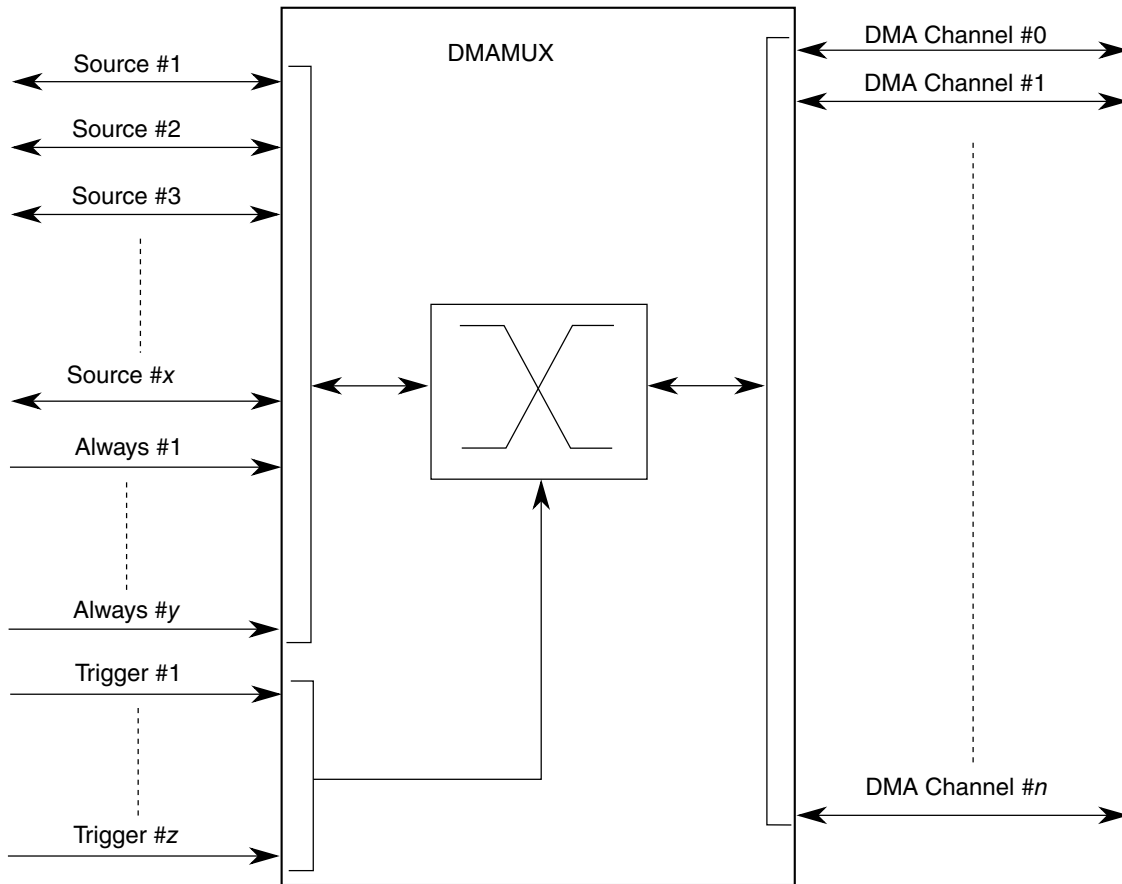 DMAMUX
Source #1
Source #2
Source #3
Source #x
Always #1
Always #y
Trigger #1
Trigger #z
DMA Channel #0
DMA Channel #1
DMA Channel #n